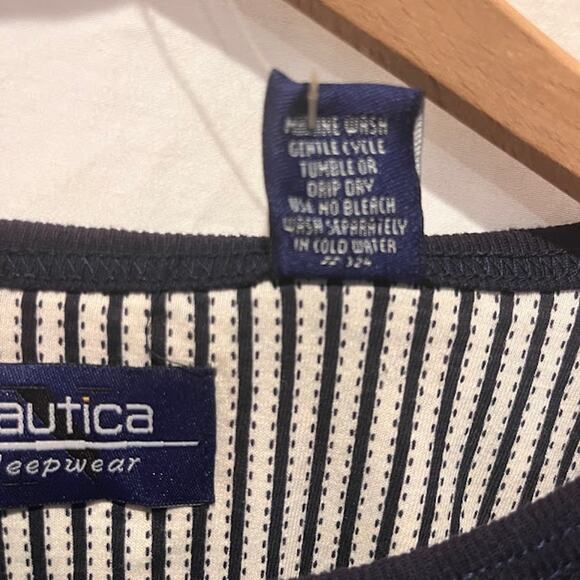 MACHINE WASH
GENTLE CYCLE
TUMBLE OR
DRIP DRY
USE NO BLEACH
WASH SEPARATELY
IN COLD WATER
autica
leepwear